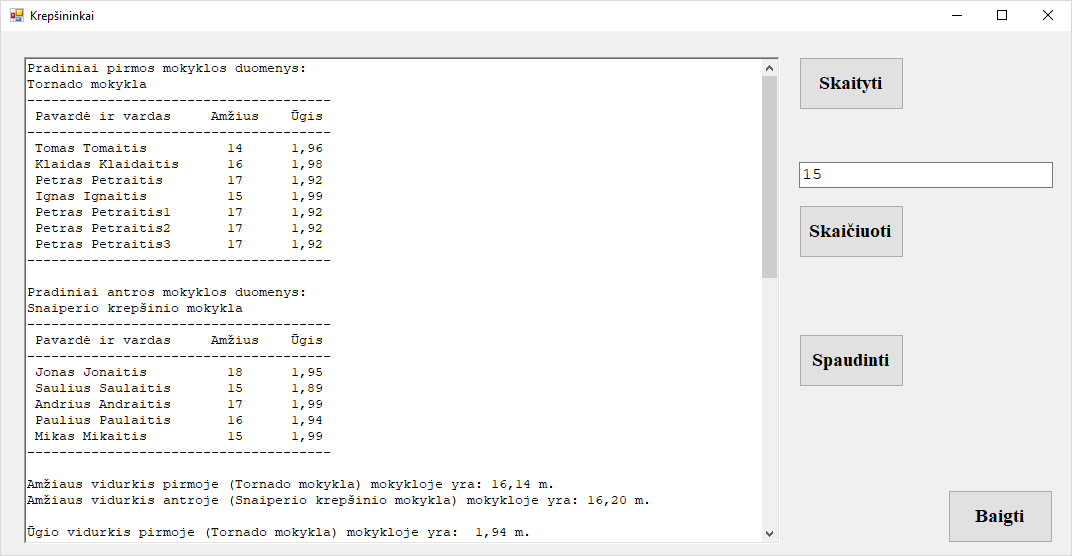 Krepšininkai
Pradiniai pirmos mokyklos duomenys:
Tornado mokykla
--------------------------------------
Pavardė ir vardas Amžius Ūgis
--------------------------------------
Tomas Tomaitis 14 1,96
Klaidas Klaidaitis 16 1,98
Petras Petraitis 17 1,92
Ignas Ignaitis 15 1,99
Petras Petraitis1 17 1,92
Petras Petraitis2 17 1,92
Petras Petraitis3 17 1,92
--------------------------------------
Pradiniai antros mokyklos duomenys:
Snaiperio krepšinio mokykla
--------------------------------------
Pavardė ir vardas Amžius Ūgis
--------------------------------------
Jonas Jonaitis 18 1,95
Saulius Saulaitis 15 1,89
Andrius Andraitis 17 1,99
Paulius Paulaitis 16 1,94
Mikas Mikaitis 15 1,99
--------------------------------------
Amžiaus vidurkis pirmoje (Tornado mokykla) mokykloje yra: 16,14 m.
Amžiaus vidurkis antroje (Snaiperio krepšinio mokykla) mokykloje yra: 16,20 m.
Ūgio vidurkis pirmoje (Tornado mokykla) mokykloje yra: 1,94 m.
Skaityti
15
Skaičiuoti
Spaudinti
Baigti